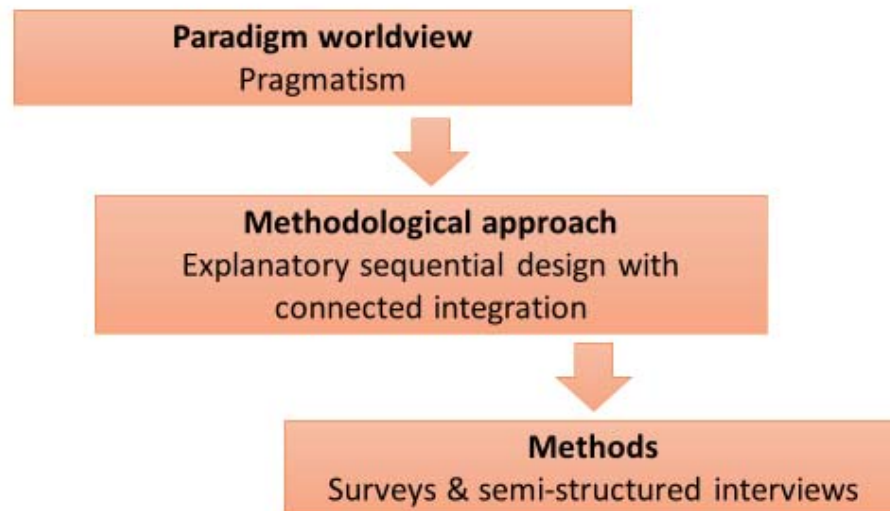 Paradigm worldview
Pragmatism
Methodological approach
Explanatory sequential design with
connected integration
Methods
Surveys & semi-structured interviews